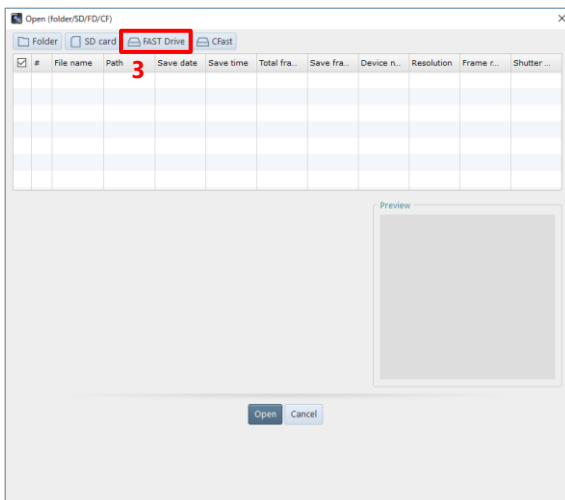 Open (folder/SD/FD/CF)
Folder SD card FAST Drive CFast
# File name Path Save date Save time Total fra... Save fra... Device n... Resolution Frame r... Shutter ...
3
Preview
Open Cancel